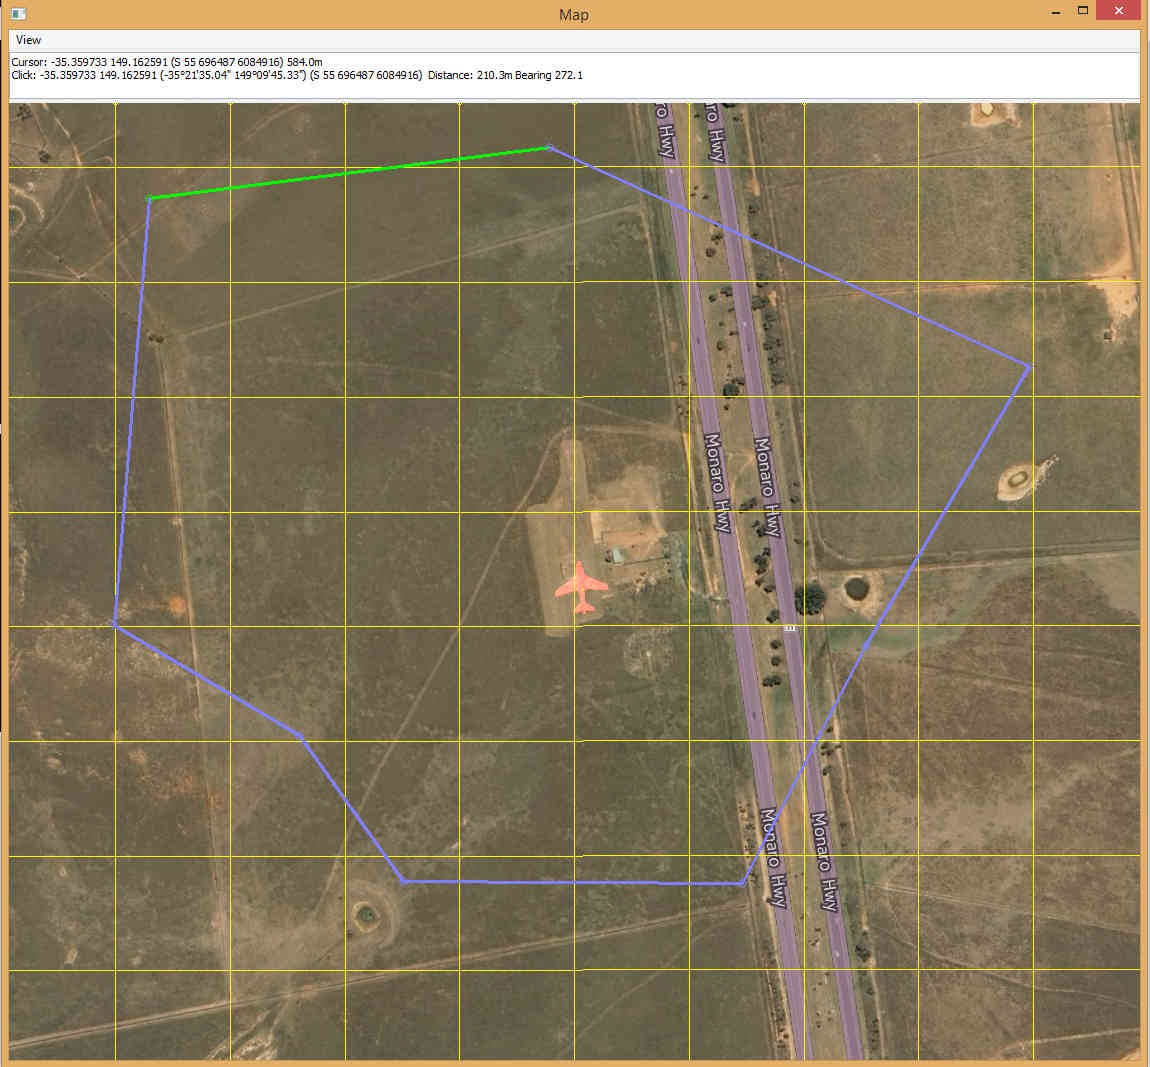 Map
View
Cursor: -35.359733 149.162591 (S 55 696487 6084916) 584.0m
Click: -35.359733 149.162591 (-35°21'35.04" 149°09'45.33") (S 55 696487 6084916) Distance: 210.3m Bearing 272.1
ro Hwy
ro Hwy
Monaro Hwy
Monaro Hwy
Monaro Hwy
Monaro Hwy